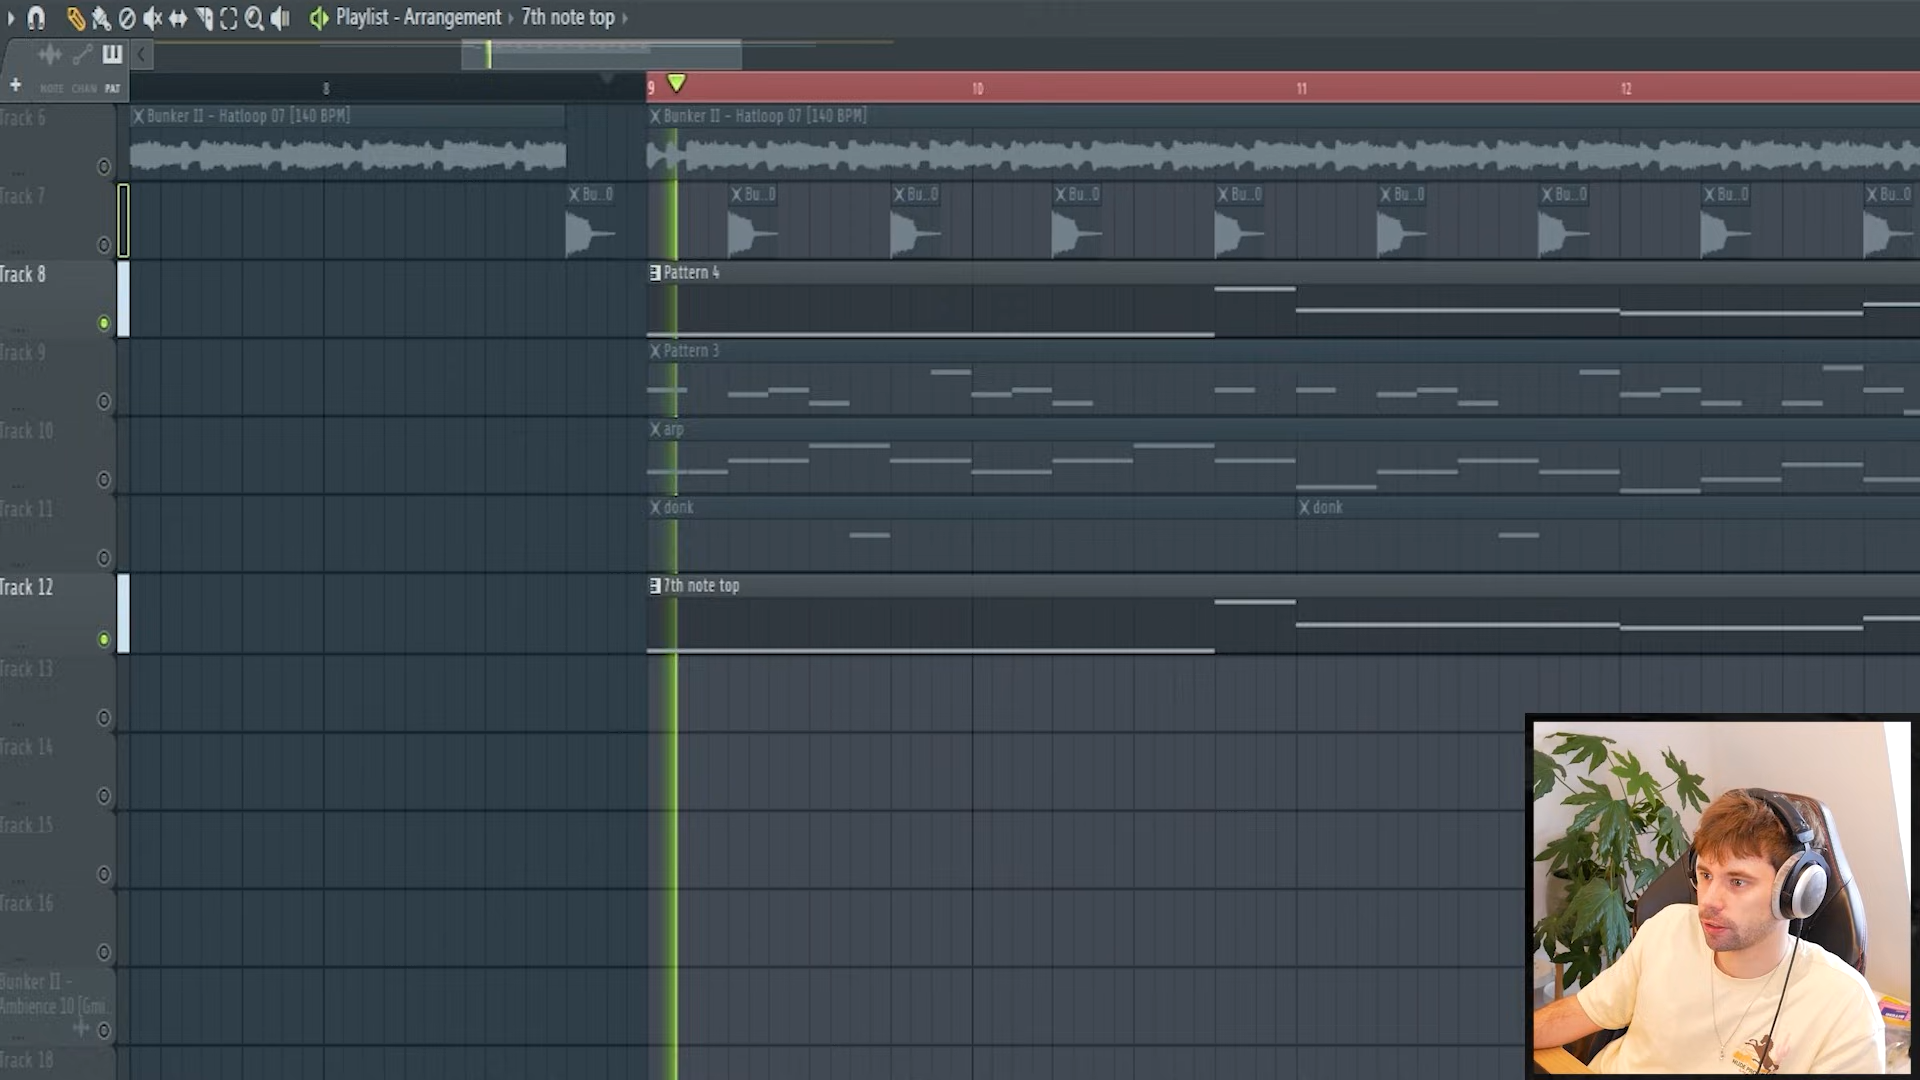 Playlist - Arrangement › 7th note top ›
NOTE CHAN PAT
8 9 10 11 12
Track 6
Bunker II - Hatloop 07 [140 BPM]
Bunker II - Hatloop 07 [140 BPM]
Track 7
Bu..0
Bu..0
Bu..0
Bu..0
Bu..0
Bu..0
Bu..0
Bu..0
Bu..0
Track 8
Pattern 4
Track 9
Pattern 3
Track 10
arp
Track 11
donk
donk
Track 12
7th note top
Track 13
Track 14
Track 15
Track 16
Bunker II -
Ambience 10 [Gmi..
Track 18